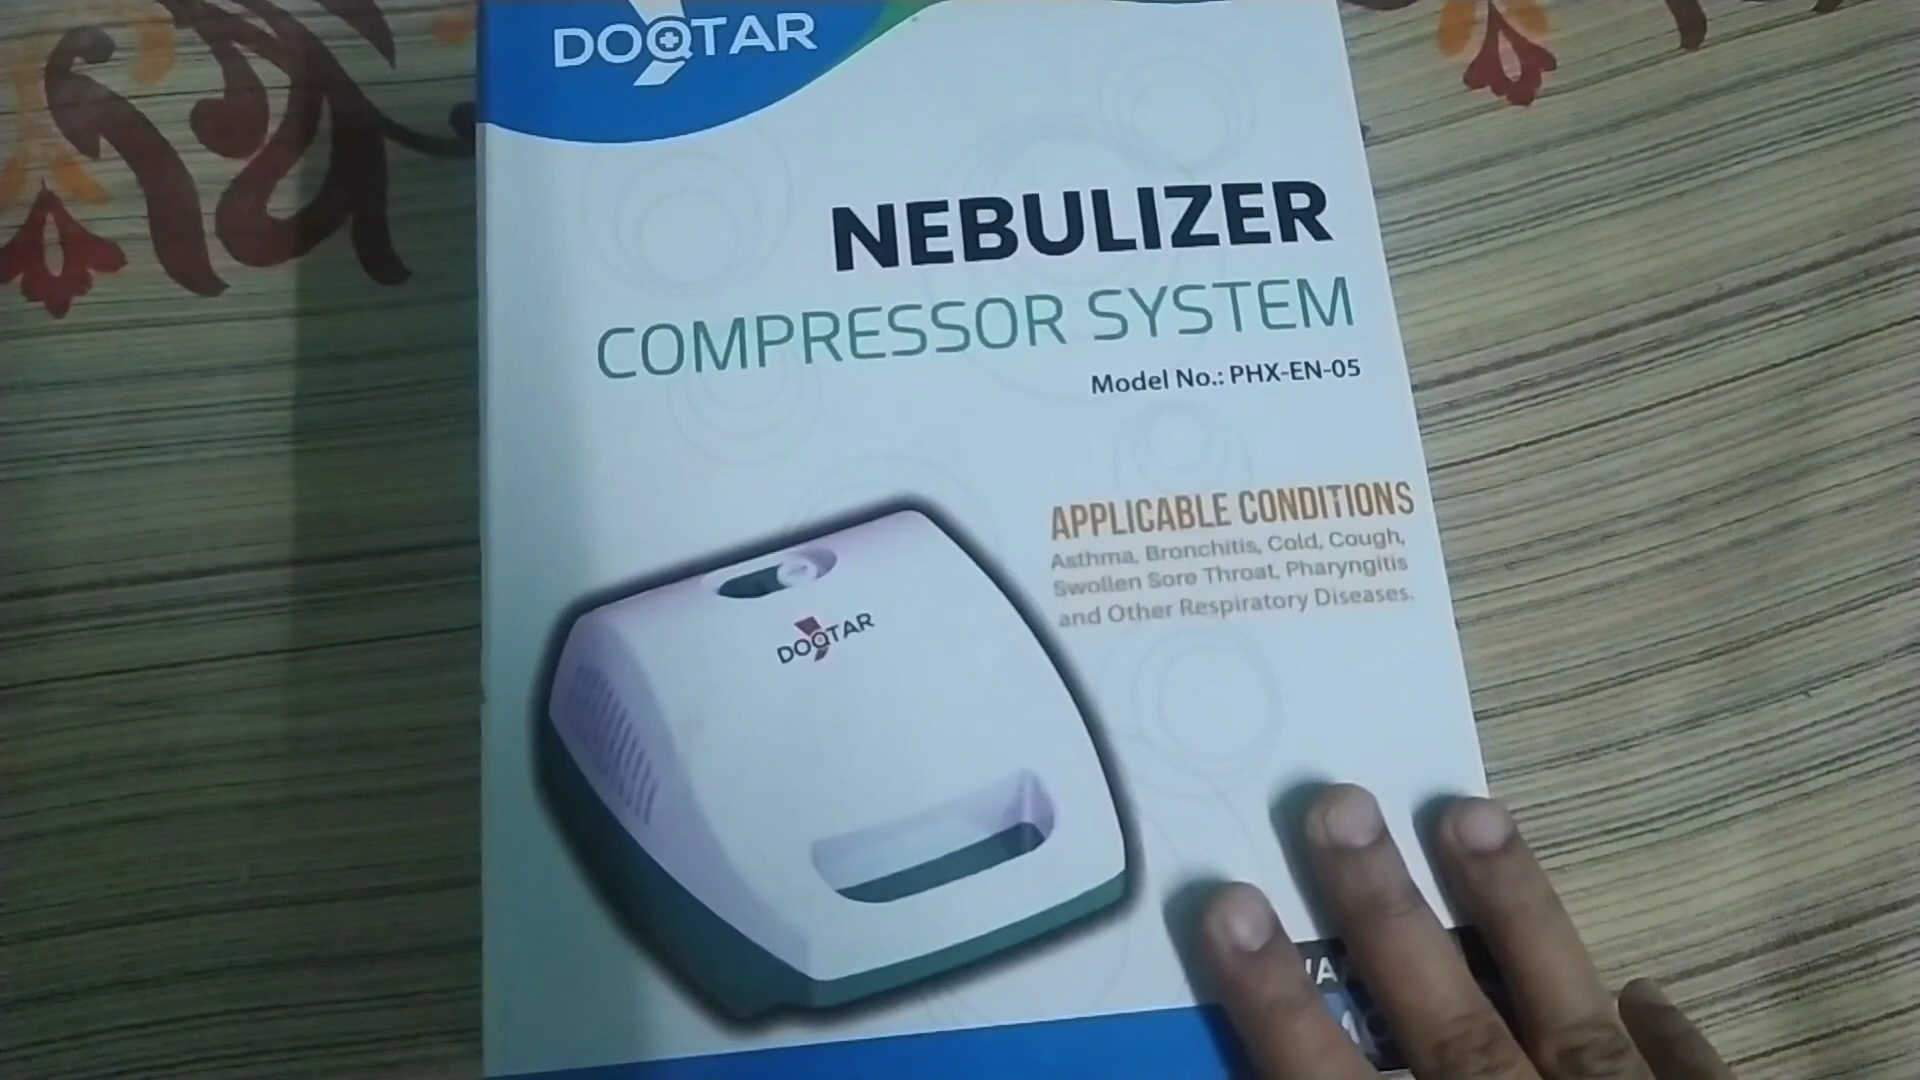 DOQTAR
NEBULIZER
COMPRESSOR SYSTEM
Model No.: PHX-EN-05
APPLICABLE CONDITIONS
Asthma, Bronchitis, Cold, Cough,
Swollen Sore Throat, Pharyngitis
and Other Respiratory Diseases.
DOQTAR